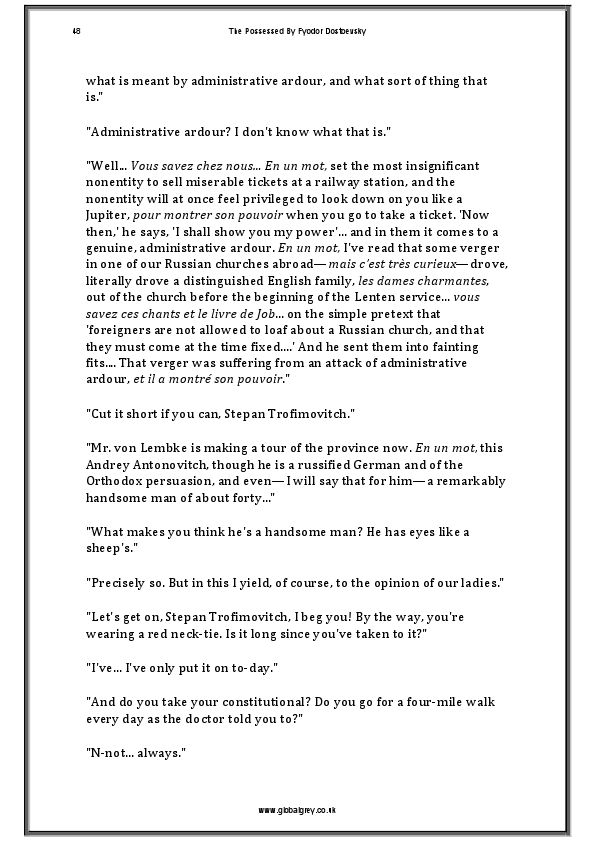 48
The Possessed By Fyodor Dostoevsky
what is meant by administrative ardour, and what sort of thing that
is."
"Administrative ardour? I don't know what that is."
"Well... Vous savez chez nous... En un mot, set the most insignificant
nonentity to sell miserable tickets at a railway station, and the
nonentity will at once feel privileged to look down on you like a
Jupiter, pour montrer son pouvoir when you go to take a ticket. 'Now
then,' he says, 'I shall show you my power'... and in them it comes to a
genuine, administrative ardour. En un mot, I've read that some verger
in one of our Russian churches abroad—mais c'est très curieux—drove,
literally drove a distinguished English family, les dames charmantes,
out of the church before the beginning of the Lenten service... vous
savez ces chants et le livre de Job... on the simple pretext that
'foreigners are not allowed to loaf about a Russian church, and that
they must come at the time fixed....' And he sent them into fainting
fits.... That verger was suffering from an attack of administrative
ardour, et il a montré son pouvoir."
"Cut it short if you can, Stepan Trofimovitch."
"Mr. von Lembke is making a tour of the province now. En un mot, this
Andrey Antonovitch, though he is a russified German and of the
Orthodox persuasion, and even—I will say that for him—a remarkably
handsome man of about forty..."
"What makes you think he's a handsome man? He has eyes like a
sheep's."
"Precisely so. But in this I yield, of course, to the opinion of our ladies."
"Let's get on, Stepan Trofimovitch, I beg you! By the way, you're
wearing a red neck-tie. Is it long since you've taken to it?"
"I've... I've only put it on to-day."
"And do you take your constitutional? Do you go for a four-mile walk
every day as the doctor told you to?"
"N-not... always."
www.globalgrey.co.uk